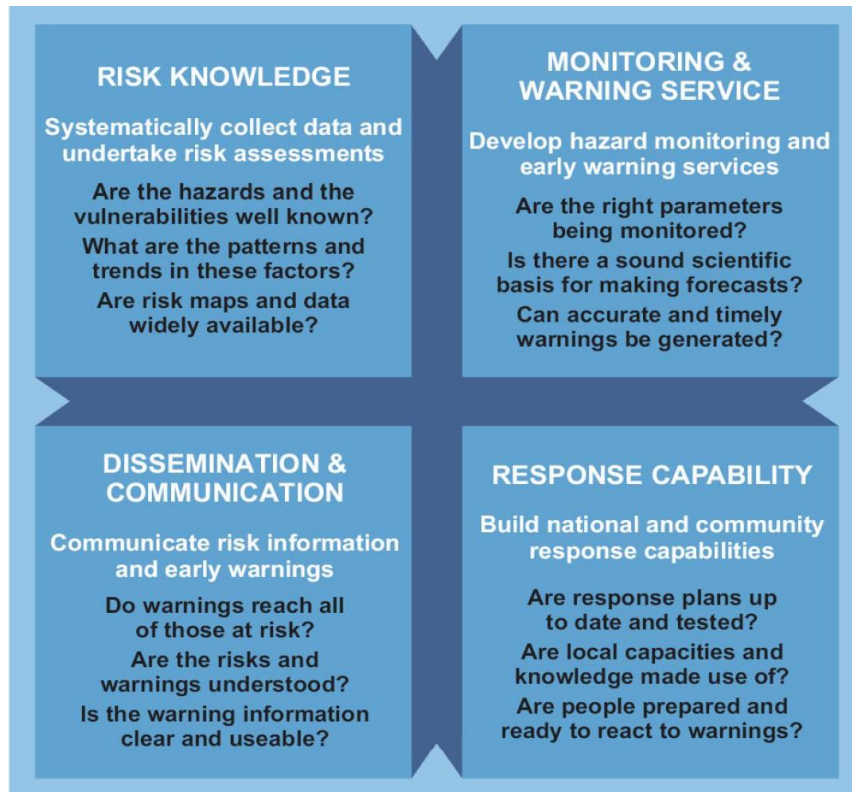 RISK KNOWLEDGE
Systematically collect data and
undertake risk assessments
Are the hazards and the
vulnerabilities well known?
What are the patterns and
trends in these factors?
Are risk maps and data
widely available?
MONITORING &
WARNING SERVICE
Develop hazard monitoring and
early warning services
Are the right parameters
being monitored?
Is there a sound scientific
basis for making forecasts?
Can accurate and timely
warnings be generated?
DISSEMINATION &
COMMUNICATION
Communicate risk information
and early warnings
Do warnings reach all
of those at risk?
Are the risks and
warnings understood?
Is the warning information
clear and useable?
RESPONSE CAPABILITY
Build national and community
response capabilities
Are response plans up
to date and tested?
Are local capacities and
knowledge made use of?
Are people prepared and
ready to react to warnings?